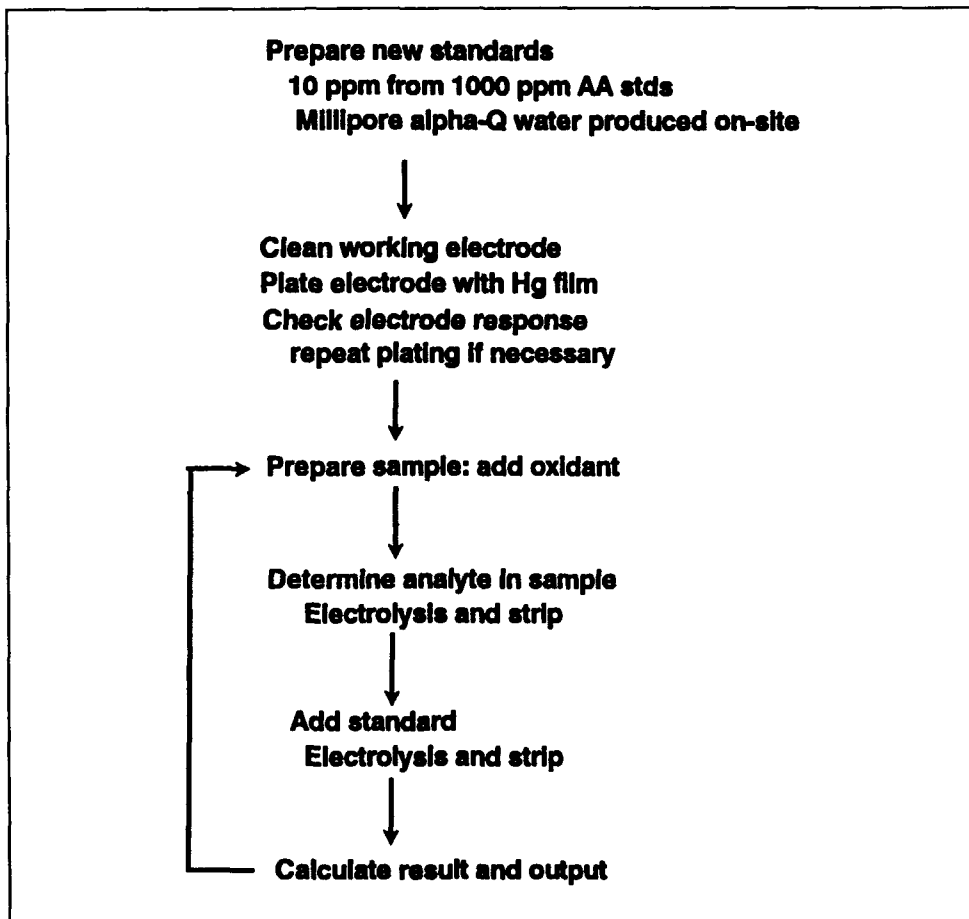 Prepare new standards
10 ppm from 1000 ppm AA stds
Millipore alpha-Q water produced on-site
Clean working electrode
Plate electrode with Hg film
Check electrode response
repeat plating if necessary
Prepare sample: add oxidant
Determine analyte in sample
Electrolysis and strip
Add standard
Electrolysis and strip
Calculate result and output